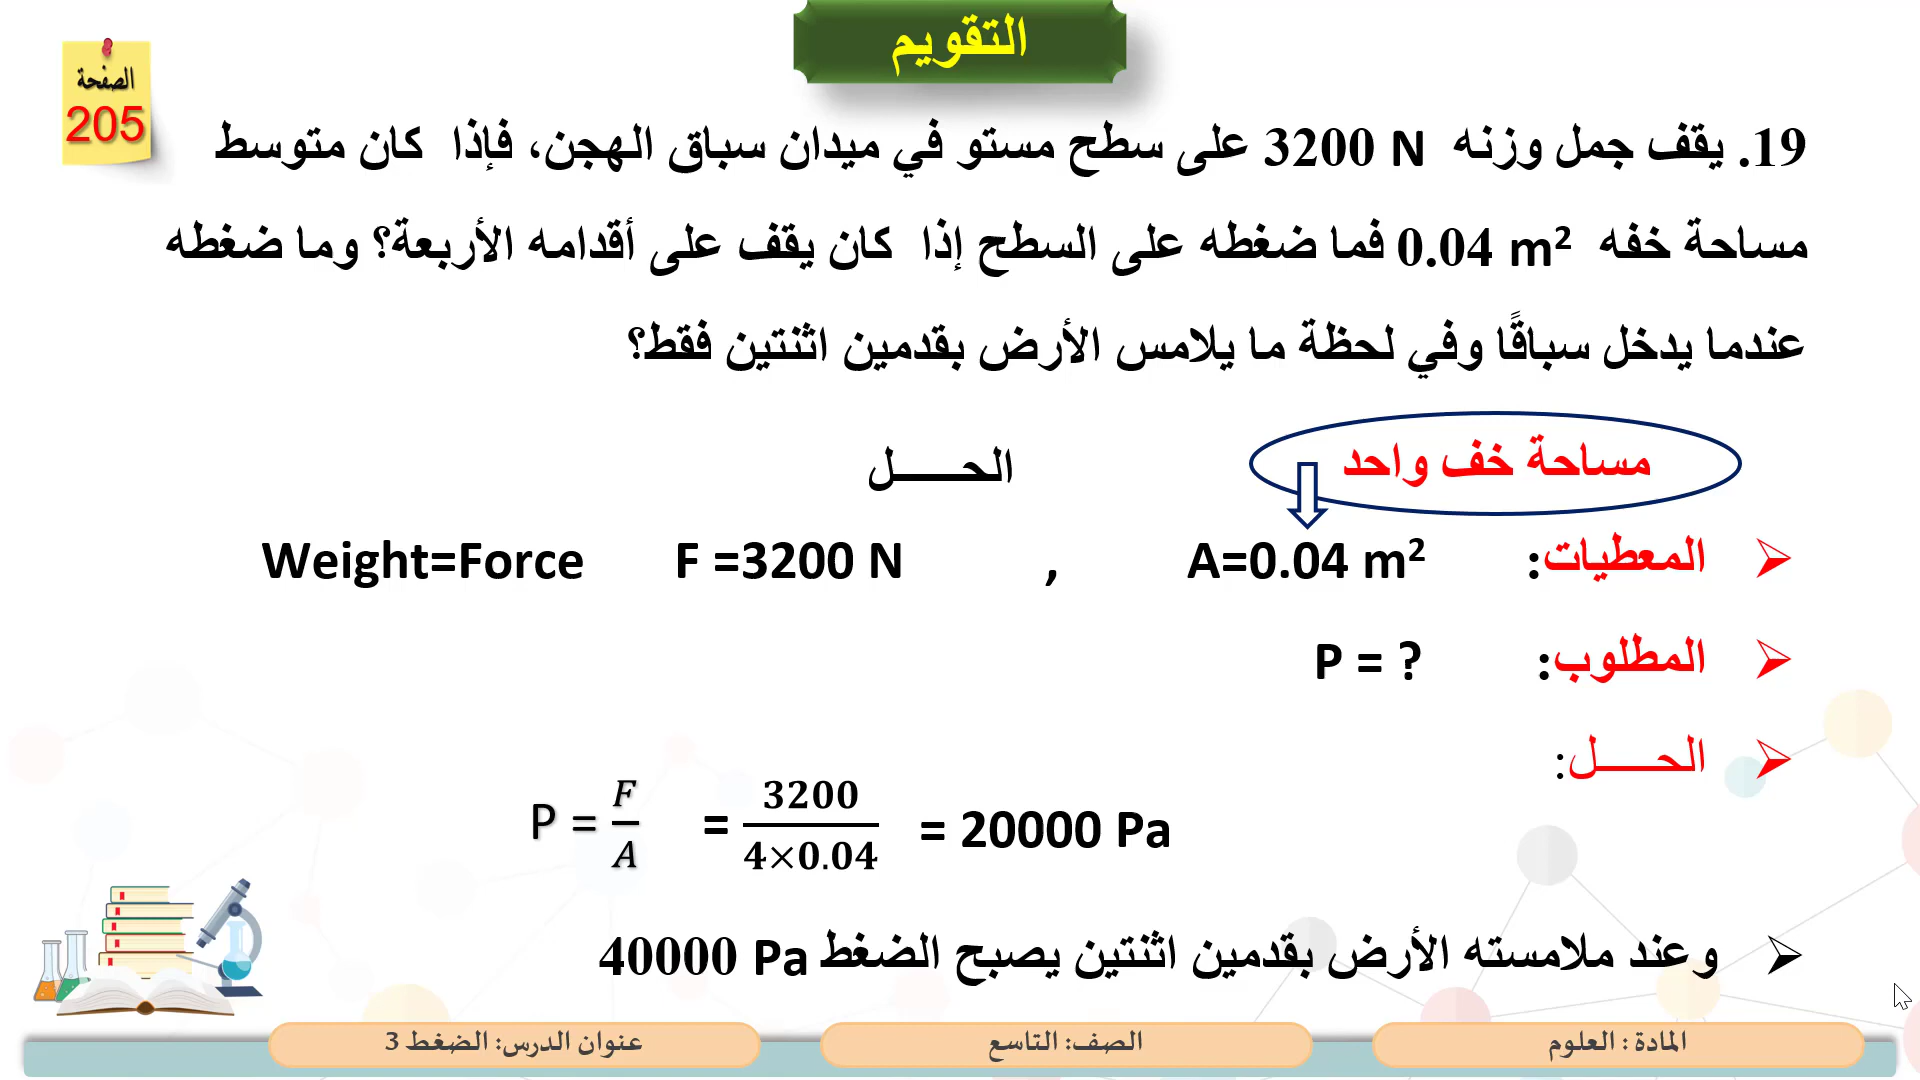 التقويم
الصفحة
205
19. يقف جمل وزنه 3200 N على سطح مستو في ميدان سباق الهجن، فإذا كان متوسط
مساحة خفه 0.04 m² فما ضغطه على السطح إذا كان يقف على أقدامه الأربعة؟ وما ضغطه
عندما يدخل سباقًا وفي لحظة ما يلامس الأرض بقدمين اثنتين فقط؟
مساحة خف واحد
الحـــــــل
المعطيات: A=0.04 m² , F =3200 N Weight=Force
المطلوب: P = ?
الحـــــل:
P = F/A = 3200/4×0.04 = 20000 Pa
وعند ملامسته الأرض بقدمين اثنتين يصبح الضغط 40000 Pa
المادة : العلوم
الصف: التاسع
عنوان الدرس: الضغط 3